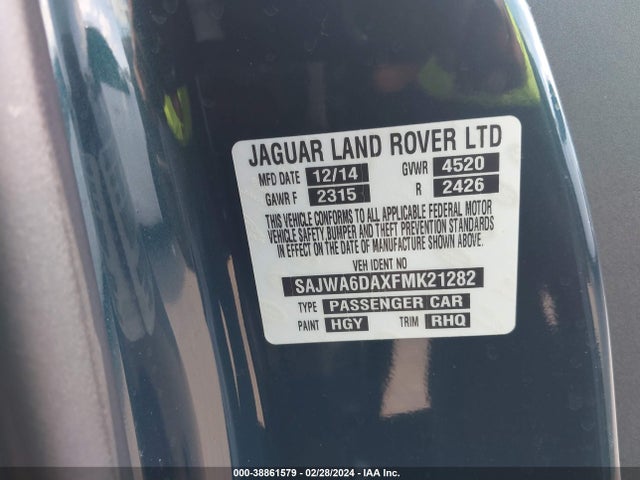 JAGUAR LAND ROVER LTD
MFD DATE 12/14 GVWR 4520
GAWR F 2315 R 2426
THIS VEHICLE CONFORMS TO ALL APPLICABLE FEDERAL MOTOR
VEHICLE SAFETY, BUMPER AND THEFT PREVENTION STANDARDS
IN EFFECT ON THE DATE OF MANUFACTURE SHOWN ABOVE.
VEH IDENT NO
SAJWA6DAXFMK21282
TYPE PASSENGER CAR
PAINT HGY TRIM RHQ
000-38861579 - 02/28/2024 - IAA Inc.